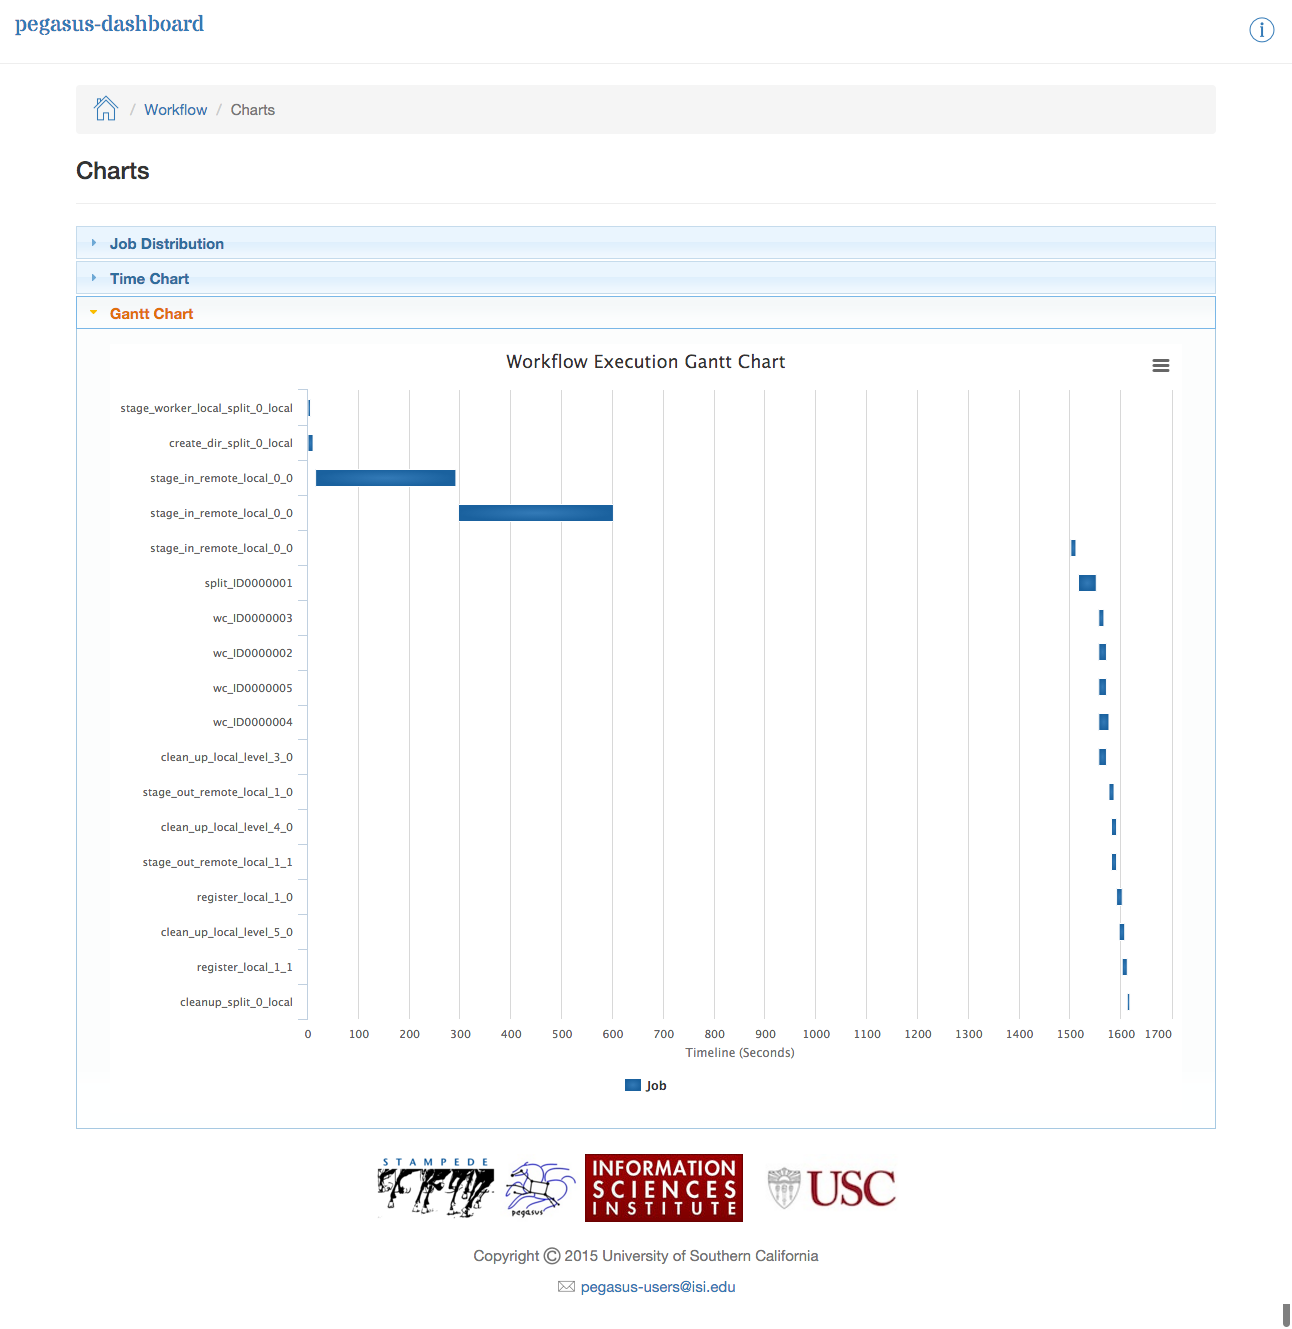 pegasus-dashboard
/ Workflow / Charts
Charts
Job Distribution
Time Chart
Gantt Chart
Workflow Execution Gantt Chart
stage_worker_local_split_0_local
create_dir_split_0_local
stage_in_remote_local_0_0
stage_in_remote_local_0_0
stage_in_remote_local_0_0
split_ID0000001
wc_ID0000003
wc_ID0000002
wc_ID0000005
wc_ID0000004
clean_up_local_level_3_0
stage_out_remote_local_1_0
clean_up_local_level_4_0
stage_out_remote_local_1_1
register_local_1_0
clean_up_local_level_5_0
register_local_1_1
cleanup_split_0_local
0 100 200 300 400 500 600 700 800 900 1000 1100 1200 1300 1400 1500 1600 1700
Timeline (Seconds)
Job
STAMPEDE
pegasus
INFORMATION
SCIENCES
INSTITUTE
USC
Copyright © 2015 University of Southern California
pegasus-users@isi.edu